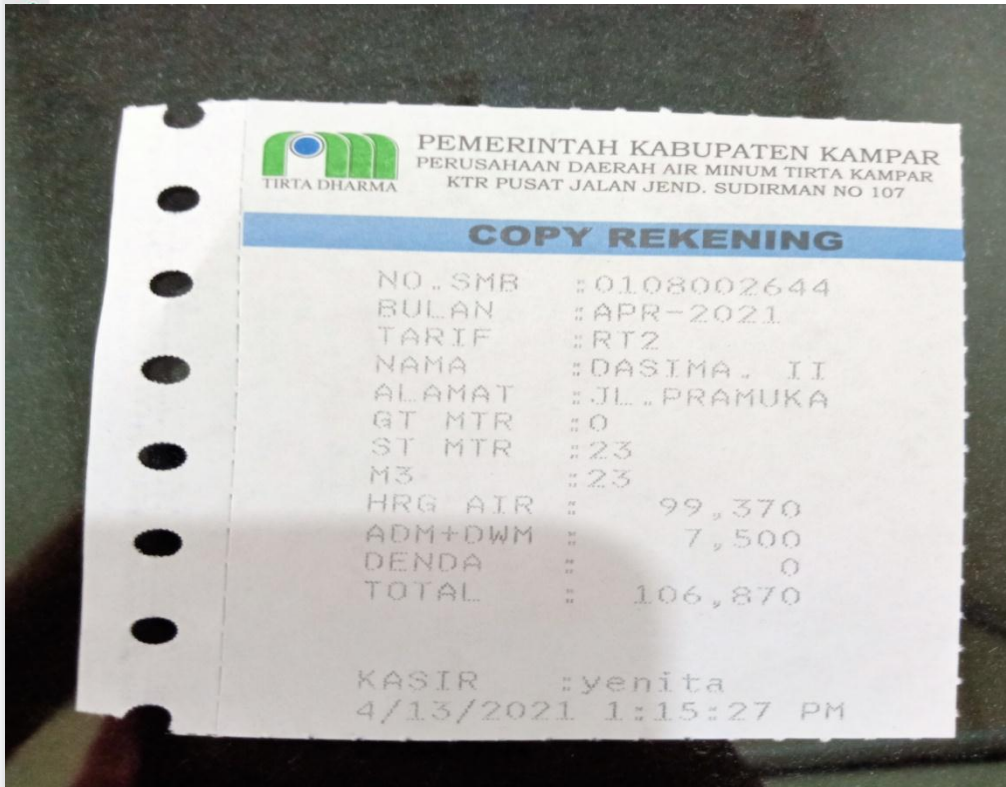 TIRTA DHARMA
PEMERINTAH KABUPATEN KAMPAR
PERUSAHAAN DAERAH AIR MINUM TIRTA KAMPAR
KTR PUSAT JALAN JEND. SUDIRMAN NO 107
COPY REKENING
NO.SMB :0108002644
BULAN :APR-2021
TARIF :RT2
NAMA :DASIMA. II
ALAMAT :JL.PRAMUKA
GT MTR :0
ST MTR :23
M3 :23
HRG AIR : 99,370
ADM+DWM : 7,500
DENDA : 0
TOTAL : 106,870
KASIR :yenita
4/13/2021 1:15:27 PM